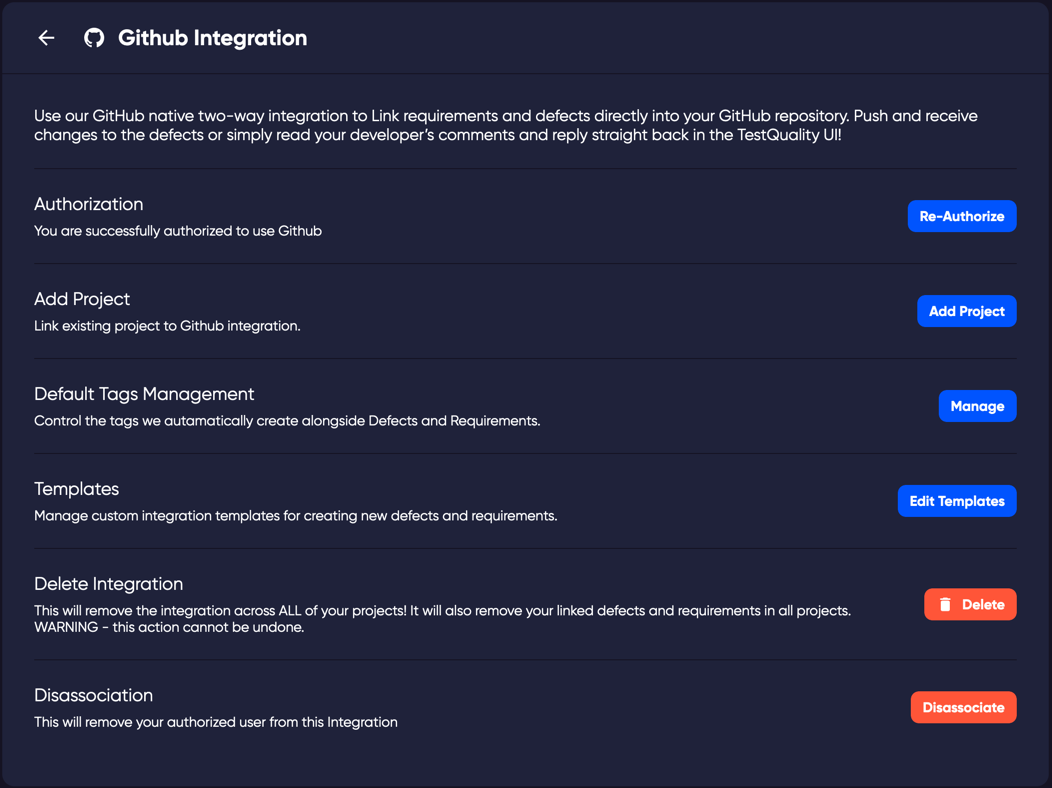 Github Integration
Use our GitHub native two-way integration to Link requirements and defects directly into your GitHub repository. Push and receive
changes to the defects or simply read your developer's comments and reply straight back in the TestQuality UI!
Authorization
You are successfully authorized to use Github
Re-Authorize
Add Project
Link existing project to Github integration.
Add Project
Default Tags Management
Control the tags we autamatically create alongside Defects and Requirements.
Manage
Templates
Manage custom integration templates for creating new defects and requirements.
Edit Templates
Delete Integration
This will remove the integration across ALL of your projects! It will also remove your linked defects and requirements in all projects.
WARNING - this action cannot be undone.
Delete
Disassociation
This will remove your authorized user from this Integration
Disassociate